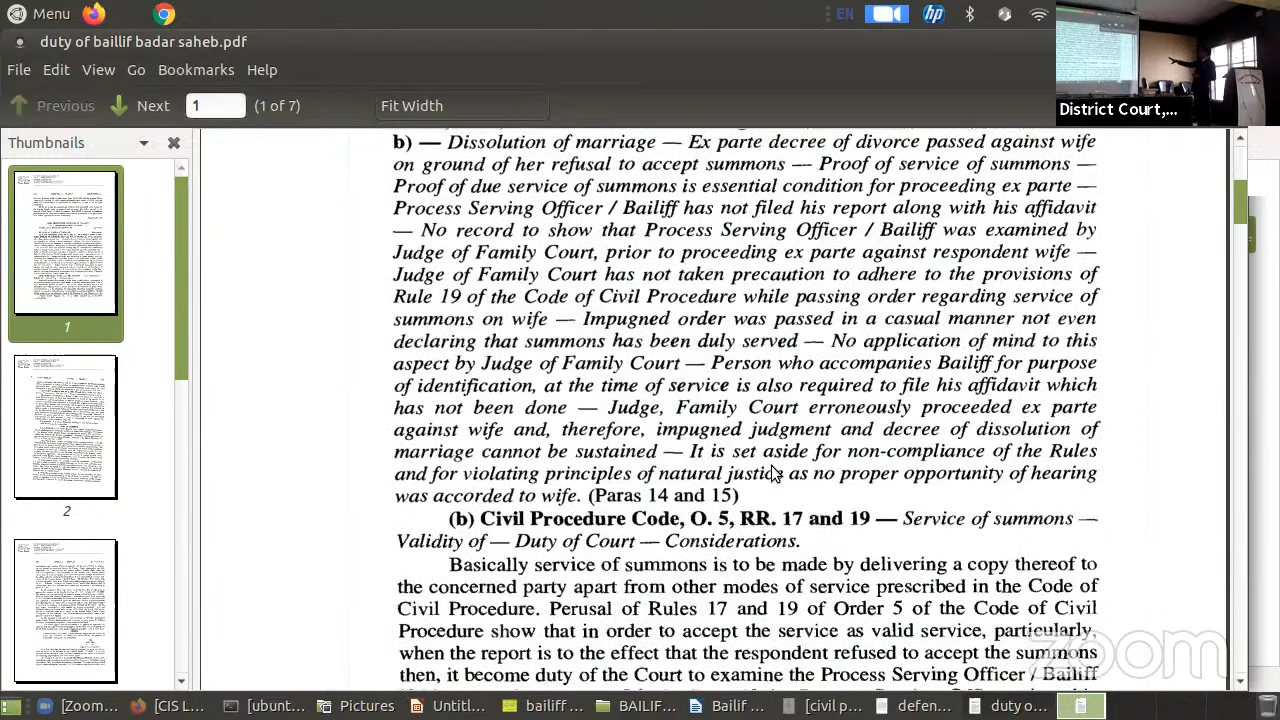 Menu
EN
hp
duty of baillif badar saheb.pdf
File Edit View Go Bookmarks Help
Previous Next 1 (1 of 7) Fit Width
District Court,...
Thumbnails
1
2
b) — Dissolution of marriage — Ex parte decree of divorce passed against wife
on ground of her refusal to accept summons — Proof of service of summons —
Proof of due service of summons is essential condition for proceeding ex parte —
Process Serving Officer / Bailiff has not filed his report along with his affidavit
— No record to show that Process Serving Officer / Bailiff was examined by
Judge of Family Court, prior to proceeding ex parte against respondent wife —
Judge of Family Court has not taken precaution to adhere to the provisions of
Rule 19 of the Code of Civil Procedure while passing order regarding service of
summons on wife — Impugned order was passed in a casual manner not even
declaring that summons has been duly served — No application of mind to this
aspect by Judge of Family Court — Person who accompanies Bailiff for purpose
of identification, at the time of service is also required to file his affidavit which
has not been done — Judge, Family Court erroneously proceeded ex parte
against wife and, therefore, impugned judgment and decree of dissolution of
marriage cannot be sustained — It is set aside for non-compliance of the Rules
and for violating principles of natural justice as no proper opportunity of hearing
was accorded to wife. (Paras 14 and 15)
(b) Civil Procedure Code, O. 5, RR. 17 and 19 — Service of summons —
Validity of — Duty of Court — Considerations.
Basically service of summons is to be made by delivering a copy thereof to
the concerned party apart from other modes of service prescribed in the Code of
Civil Procedure. Perusal of Rules 17 and 19 of Order 5 of the Code of Civil
Procedure show that in order to accept the service as valid service, particularly,
when the report is to the effect that the respondent refused to accept the summons
then, it become duty of the Court to examine the Process Serving Officer / Bailiff
zoom
[Zoom... [CIS L... [ubunt... Pictures Untit... bailiff... BAILIF... Bailif... [civil p... defen... duty o...